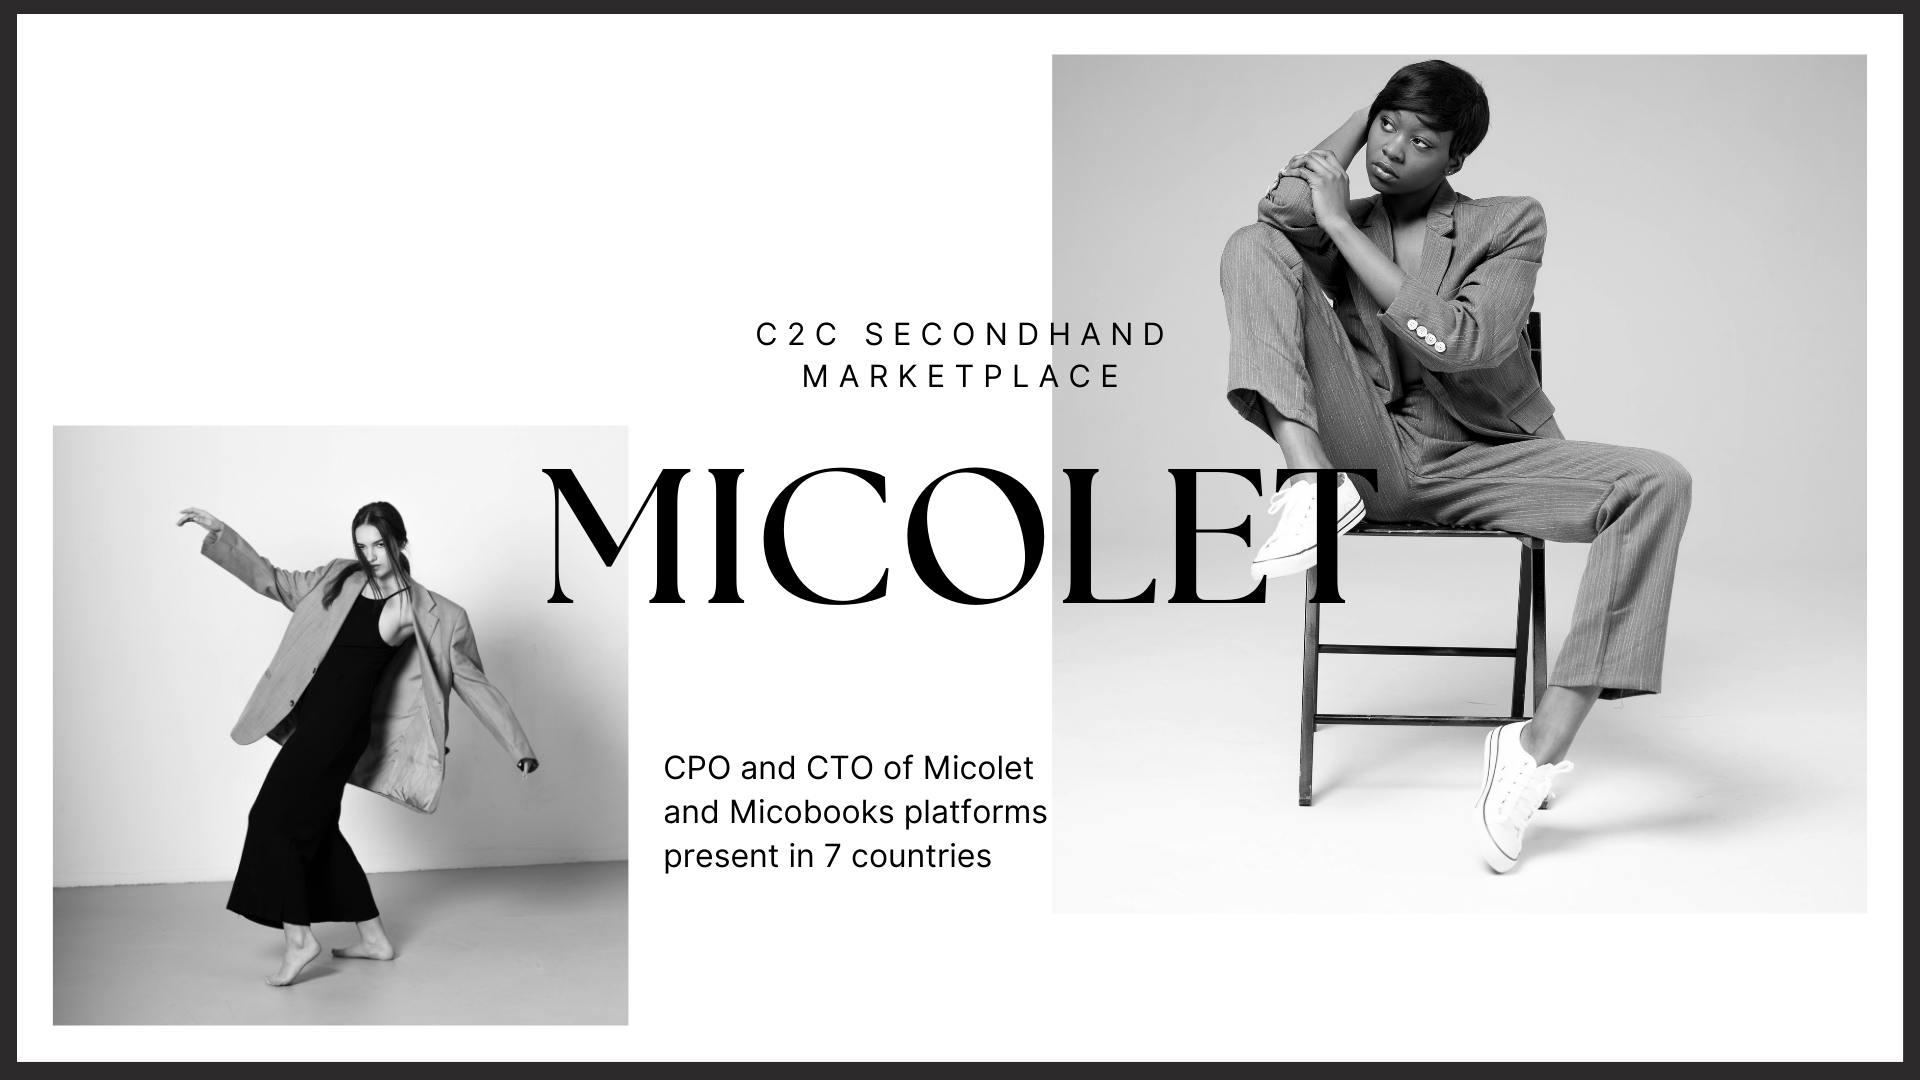 C2C SECONDHAND
MARKETPLACE
MICOLET
CPO and CTO of Micolet
and Micobooks platforms
present in 7 countries